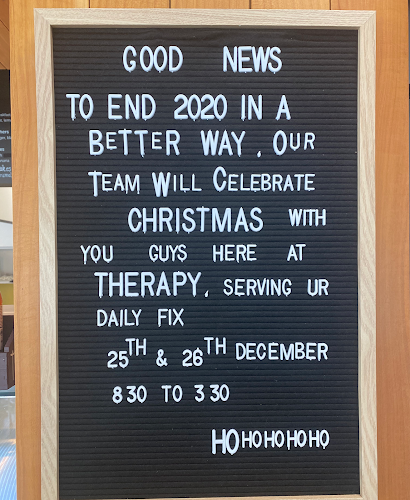 GOOD NEWS
TO END 2020 IN A
BETTER WAY. OUR
TEAM WILL CELEBRATE
CHRISTMAS WITH
YOU GUYS HERE AT
THERAPY. SERVING UR
DAILY FIX
25TH & 26TH DECEMBER
830 TO 330
HOHOHOHOHO